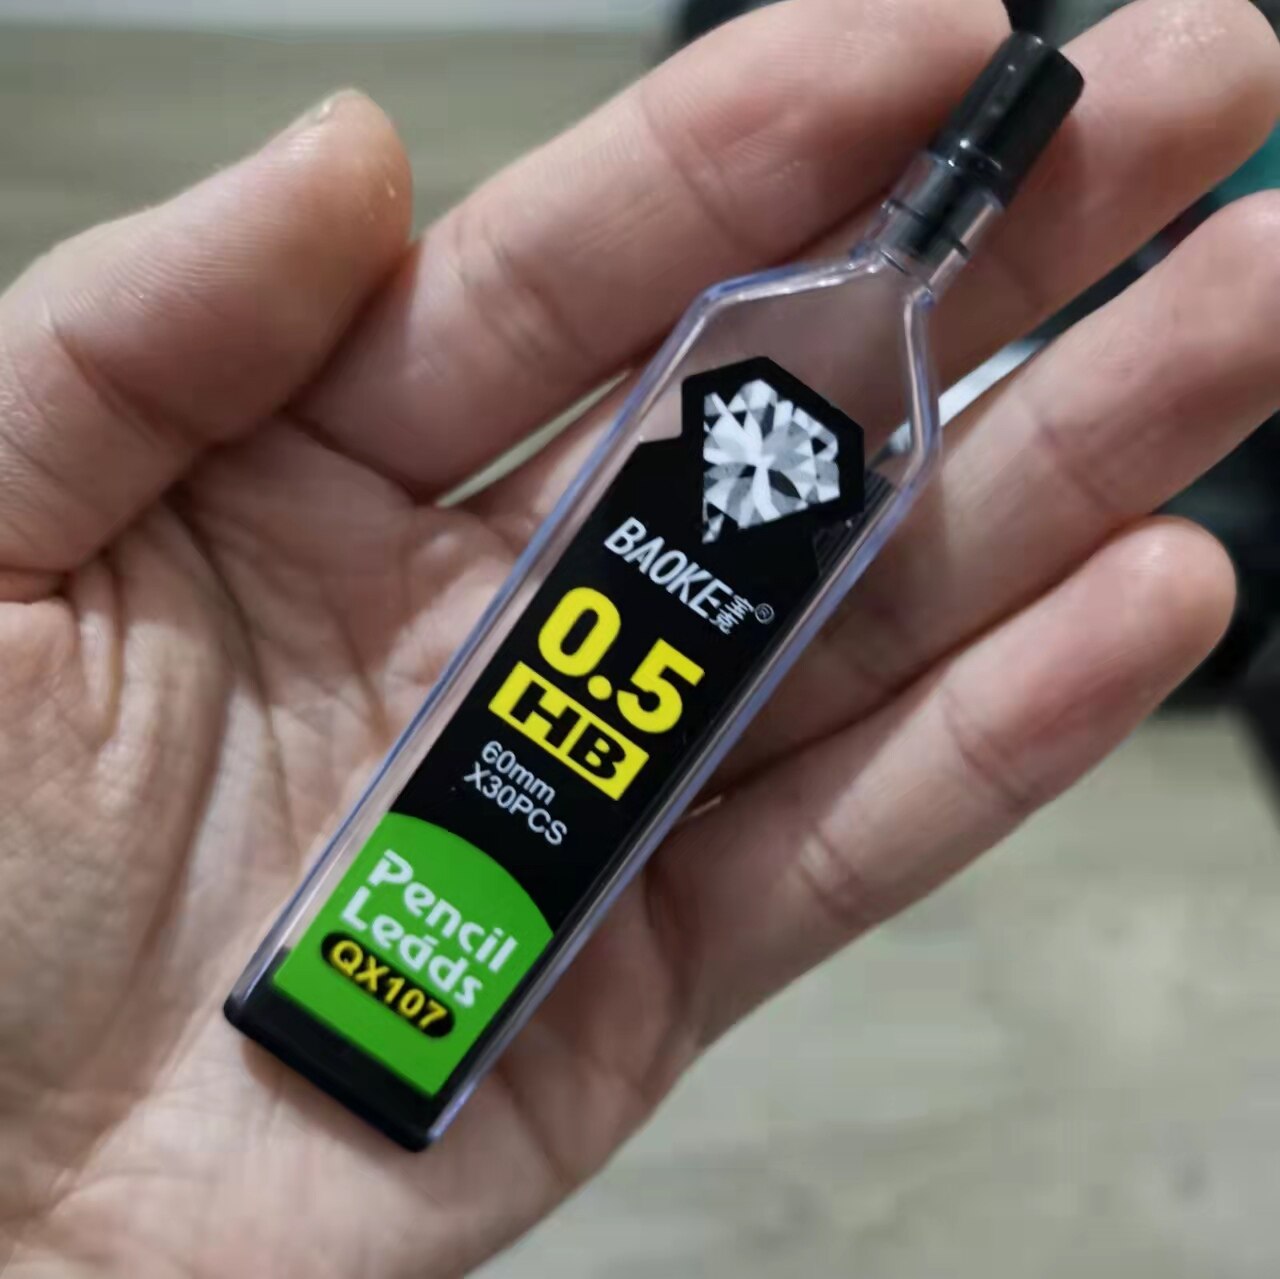 BAOKE宝克®
0.5
HB
60mm
X30PCS
Pencil
Leads
QX107